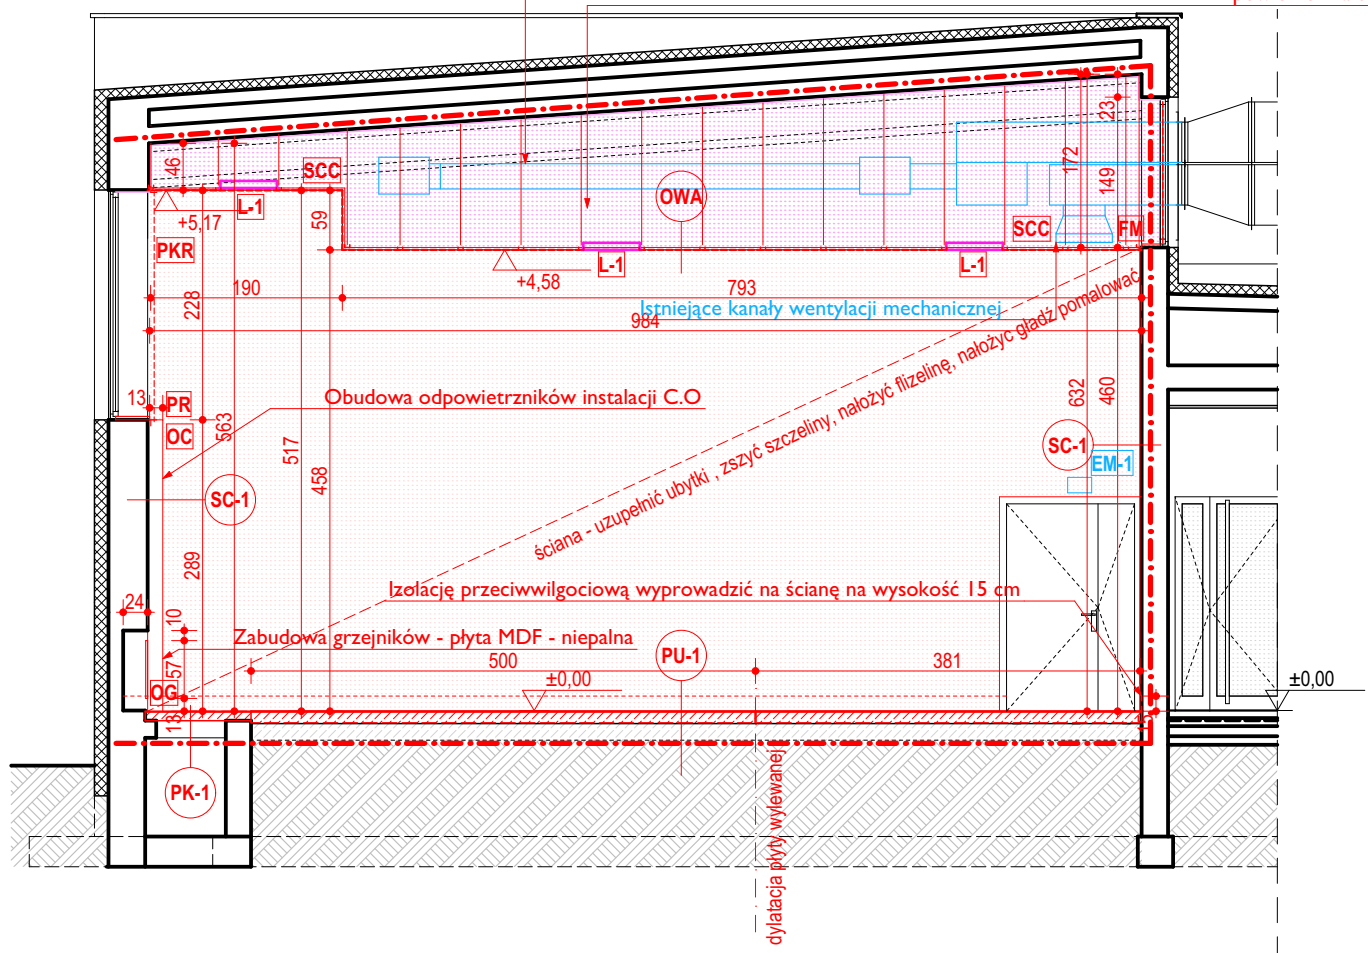 23
46
SCC
172
149
OWA
+5,17
L-1
59
SCC
FM
PKR
L-1
L-1
+4,58
190
793
228
Istniejące kanały wentylacji mechanicznej
984
13
PR
Obudowa odpowietrzników instalacji C.O
OC
563
517
458
632
460
SC-1
EM-1
SC-1
ściana - uzupełnić ubytki , zszyć szczeliny, nałożyć flizelinę, nałożyc gładź pomalować
289
Izolację przeciwwilgociową wyprowadzić na ścianę na wysokość 15 cm
24
10
Zabudowa grzejników - płyta MDF - niepalna
57
500
PU-1
381
OG
±0,00
±0,00
13
15
PK-1
dylatacja płyty wylewanej